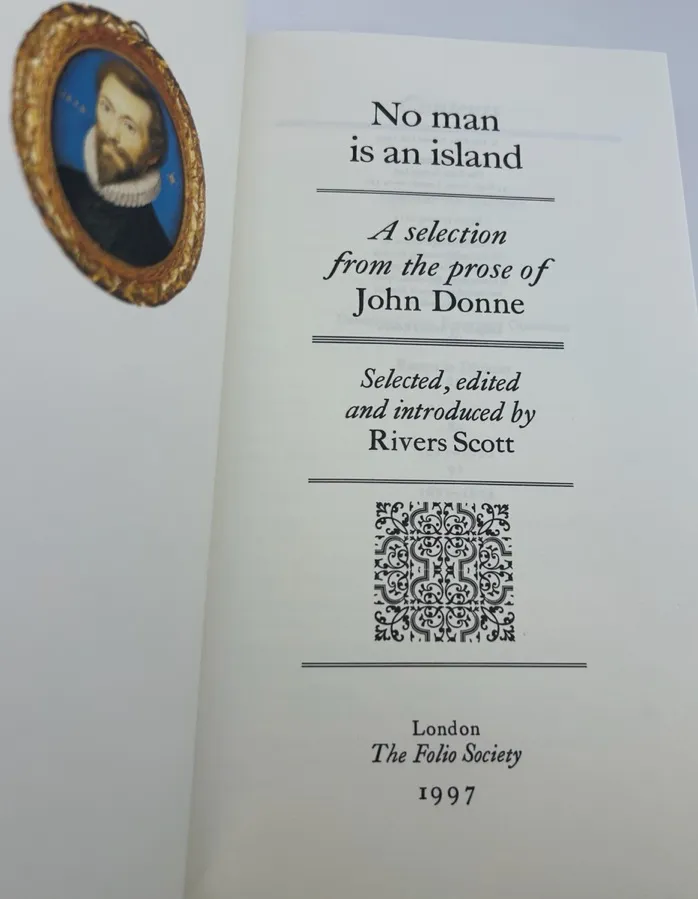 No man
is an island
A selection
from the prose of
John Donne
Selected, edited
and introduced by
Rivers Scott
London
The Folio Society
1997